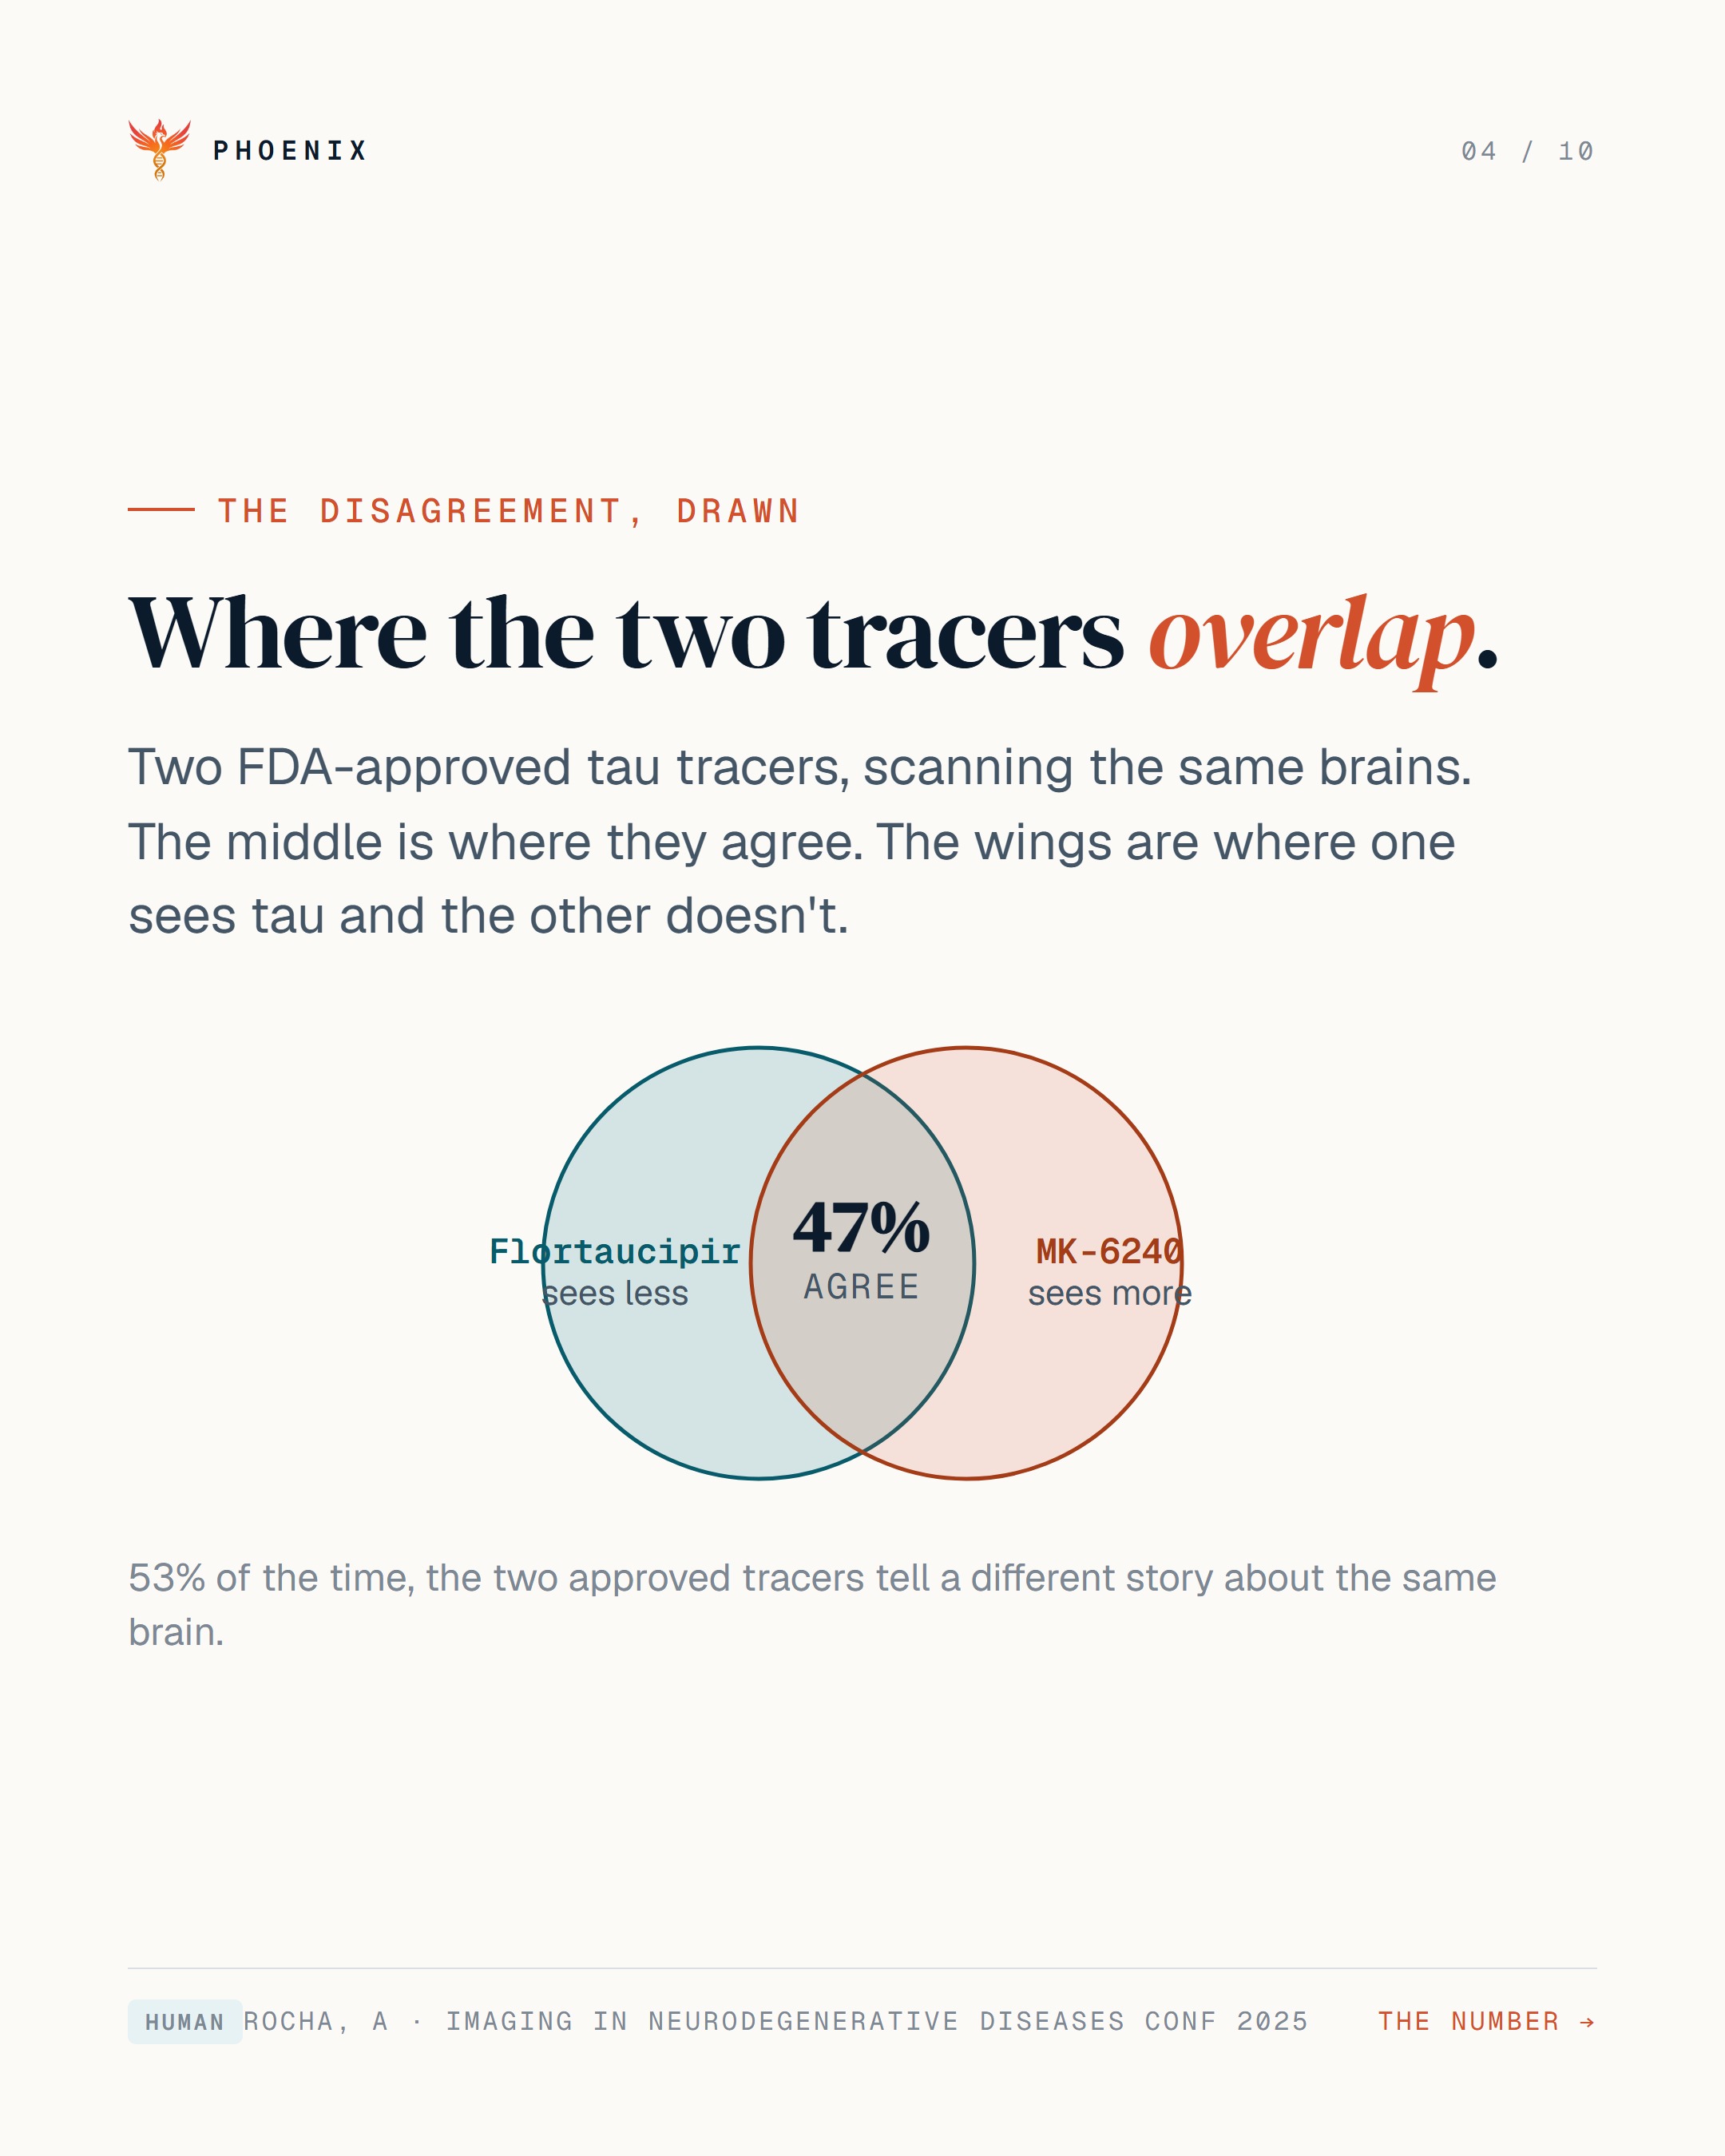 PHOENIX
04 / 10
THE DISAGREEMENT, DRAWN
Where the two tracers overlap.
Two FDA-approved tau tracers, scanning the same brains.
The middle is where they agree. The wings are where one
sees tau and the other doesn't.
Flortaucipir
sees less
47%
AGREE
MK-6240
sees more
53% of the time, the two approved tracers tell a different story about the same
brain.
HUMAN ROCHA, A · IMAGING IN NEURODEGENERATIVE DISEASES CONF 2025
THE NUMBER →